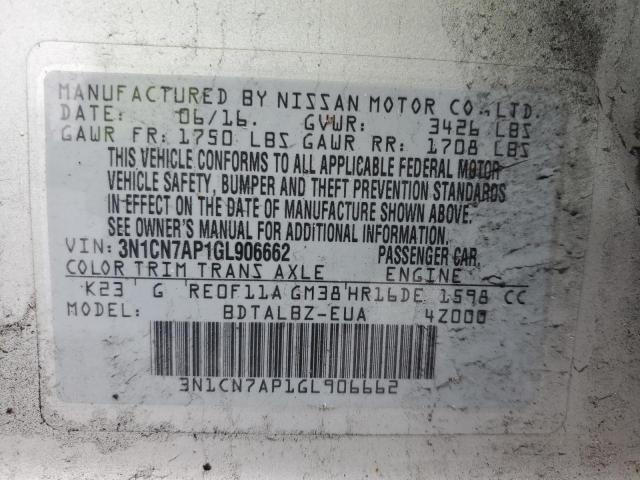 MANUFACTURED BY NISSAN MOTOR CO., LTD.
DATE: 06/16. GVWR: 3426 LBS
GAWR FR: 1750 LBS GAWR RR: 1708 LBS
THIS VEHICLE CONFORMS TO ALL APPLICABLE FEDERAL MOTOR
VEHICLE SAFETY, BUMPER AND THEFT PREVENTION STANDARDS
IN EFFECT ON THE DATE OF MANUFACTURE SHOWN ABOVE.
SEE OWNER'S MANUAL FOR ADDITIONAL INFORMATION.
VIN: 3N1CN7AP1GL906662 PASSENGER CAR
COLOR TRIM TRANS AXLE ENGINE
K23 G RE0F11A GM38 HR16DE 1598 CC
MODEL: BDTALBZ-EUA 4Z000
3N1CN7AP1GL906662